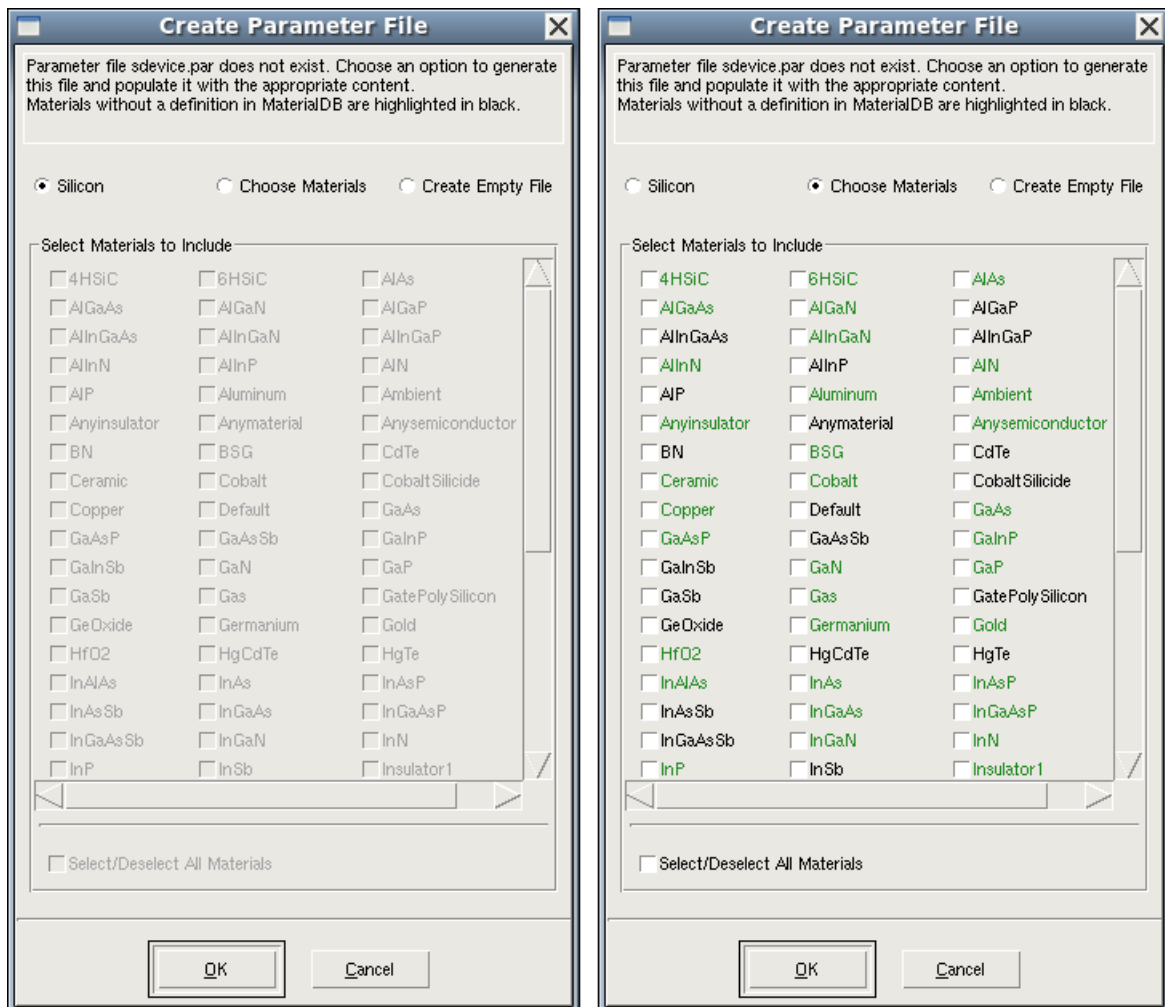 Create Parameter File
Parameter file sdevice.par does not exist. Choose an option to generate
this file and populate it with the appropriate content.
Materials without a definition in MaterialDB are highlighted in black.
Silicon Choose Materials Create Empty File
Select Materials to Include
4HSiC 6HSiC AlAs
AlGaAs AlGaN AlGaP
AlInGaAs AlInGaN AlInGaP
AlInN AlInP AlN
AlP Aluminum Ambient
Anyinsulator Anymaterial Anysemiconductor
BN BSG CdTe
Ceramic Cobalt CobaltSilicide
Copper Default GaAs
GaAsP GaAsSb GaInP
GaInSb GaN GaP
GaSb Gas GatePolySilicon
GeOxide Germanium Gold
HfO2 HgCdTe HgTe
InAlAs InAs InAsP
InAsSb InGaAs InGaAsP
InGaAsSb InGaN InN
InP InSb Insulator1
Select/Deselect All Materials
OK Cancel
Create Parameter File
Parameter file sdevice.par does not exist. Choose an option to generate
this file and populate it with the appropriate content.
Materials without a definition in MaterialDB are highlighted in black.
Silicon Choose Materials Create Empty File
Select Materials to Include
4HSiC 6HSiC AlAs
AlGaAs AlGaN AlGaP
AlInGaAs AlInGaN AlInGaP
AlInN AlInP AlN
AlP Aluminum Ambient
Anyinsulator Anymaterial Anysemiconductor
BN BSG CdTe
Ceramic Cobalt CobaltSilicide
Copper Default GaAs
GaAsP GaAsSb GaInP
GaInSb GaN GaP
GaSb Gas GatePolySilicon
GeOxide Germanium Gold
HfO2 HgCdTe HgTe
InAlAs InAs InAsP
InAsSb InGaAs InGaAsP
InGaAsSb InGaN InN
InP InSb Insulator1
Select/Deselect All Materials
OK Cancel